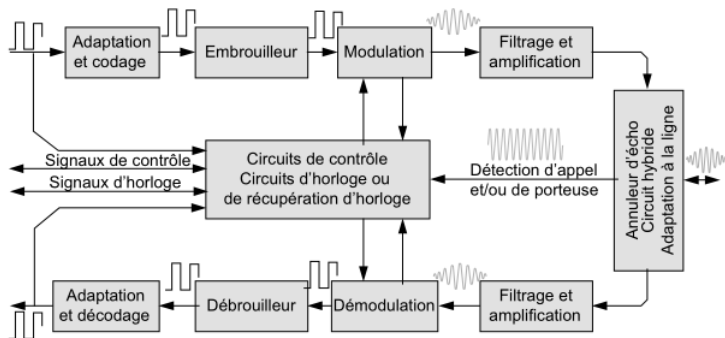 Adaptation
et codage
Embrouilleur
Modulation
Filtrage et
amplification
Signaux de contrôle
Signaux d'horloge
Circuits de contrôle
Circuits d'horloge ou
de récupération d'horloge
Détection d'appel
et/ou de porteuse
Annuleur d'écho
Circuit hybride
Adaptation à la ligne
Adaptation
et décodage
Débrouilleur
Démodulation
Filtrage et
amplification